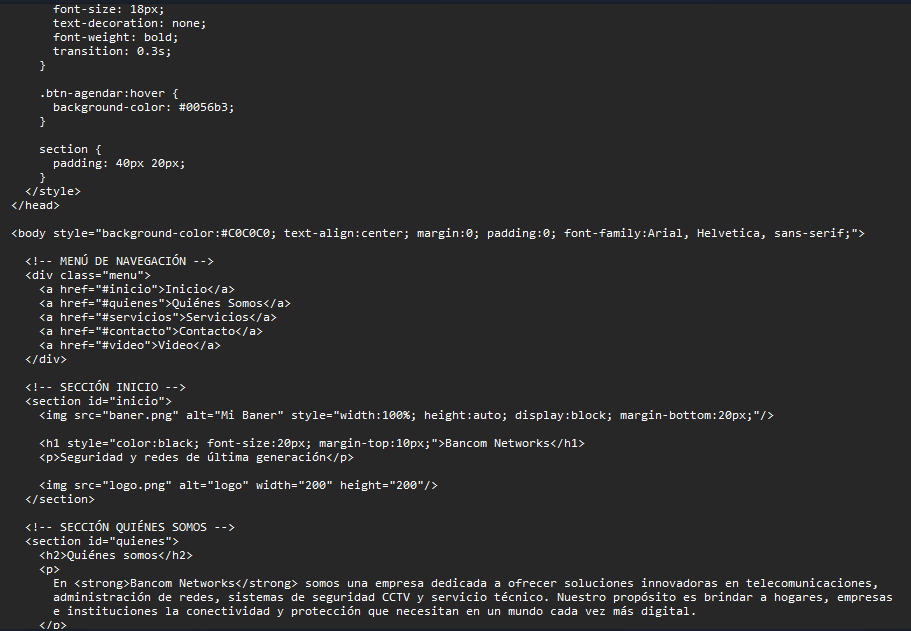 font-size: 18px;
text-decoration: none;
font-weight: bold;
transition: 0.3s;
}
.btn-agendar:hover {
background-color: #0056b3;
}
section {
padding: 40px 20px;
}
</style>
</head>
<body style="background-color:#C0C0C0; text-align:center; margin:0; padding:0; font-family:Arial, Helvetica, sans-serif;">
<!-- MENÚ DE NAVEGACIÓN -->
<div class="menu">
<a href="#inicio">Inicio</a>
<a href="#quienes">Quiénes Somos</a>
<a href="#servicios">Servicios</a>
<a href="#contacto">Contacto</a>
<a href="#video">Video</a>
</div>
<!-- SECCIÓN INICIO -->
<section id="inicio">
<img src="baner.png" alt="Mi Baner" style="width:100%; height:auto; display:block; margin-bottom:20px;"/>
<h1 style="color:black; font-size:20px; margin-top:10px;">Bancom Networks</h1>
<p>Seguridad y redes de última generación</p>
<img src="logo.png" alt="logo" width="200" height="200"/>
</section>
<!-- SECCIÓN QUIÉNES SOMOS -->
<section id="quienes">
<h2>Quiénes somos</h2>
<p>
En <strong>Bancom Networks</strong> somos una empresa dedicada a ofrecer soluciones innovadoras en telecomunicaciones,
administración de redes, sistemas de seguridad CCTV y servicio técnico. Nuestro propósito es brindar a hogares, empresas
e instituciones la conectividad y protección que necesitan en un mundo cada vez más digital.
</p>